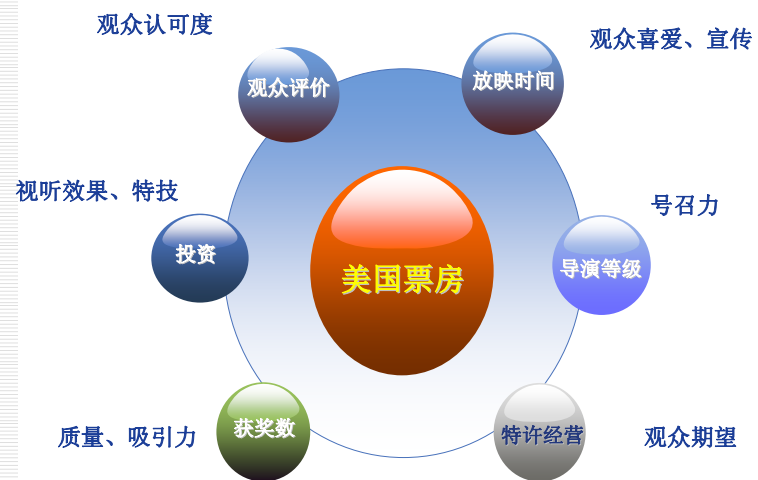 观众认可度
观众喜爱、宣传
观众评价
放映时间
视听效果、特技
号召力
投资
导演等级
美国票房
质量、吸引力
获奖数
特许经营
观众期望